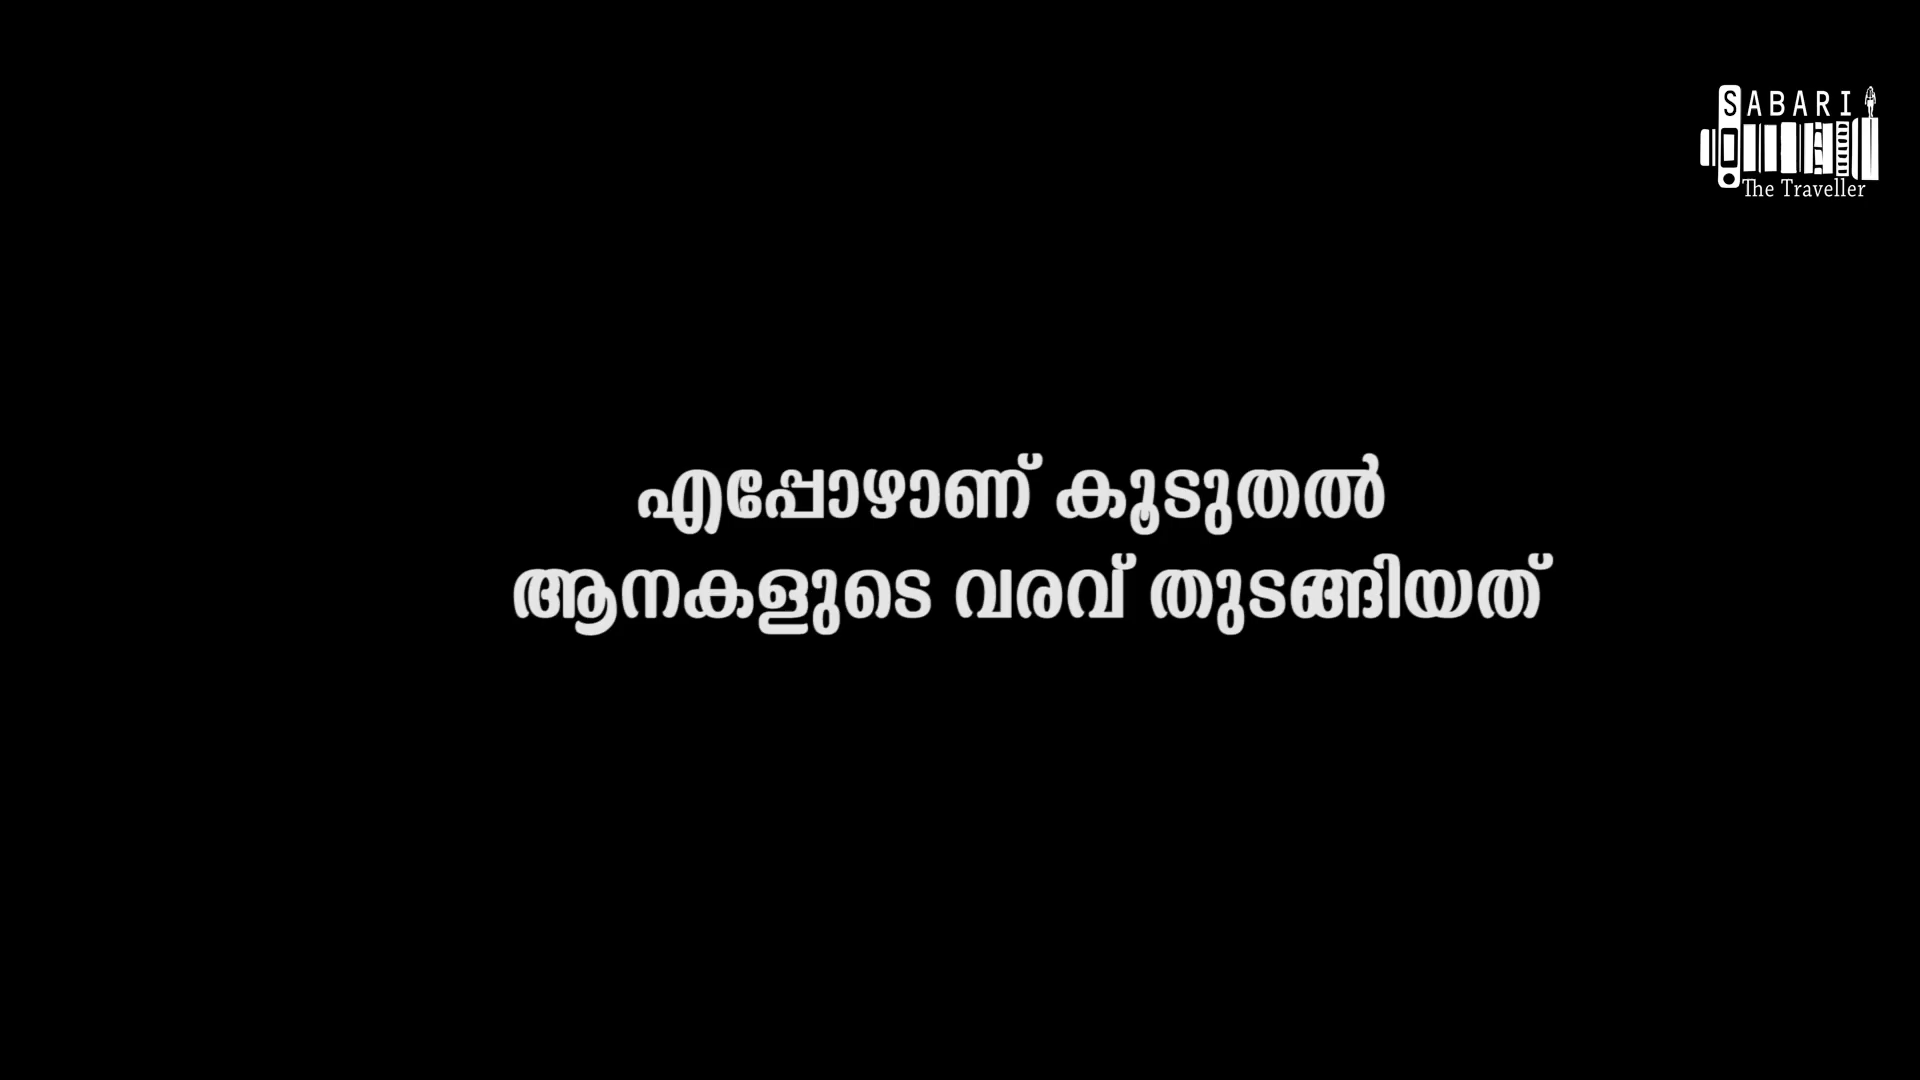 SABARI
The Traveller
എപ്പോഴാണ് കൂടുതൽ
ആനകളുടെ വരവ് തുടങ്ങിയത്